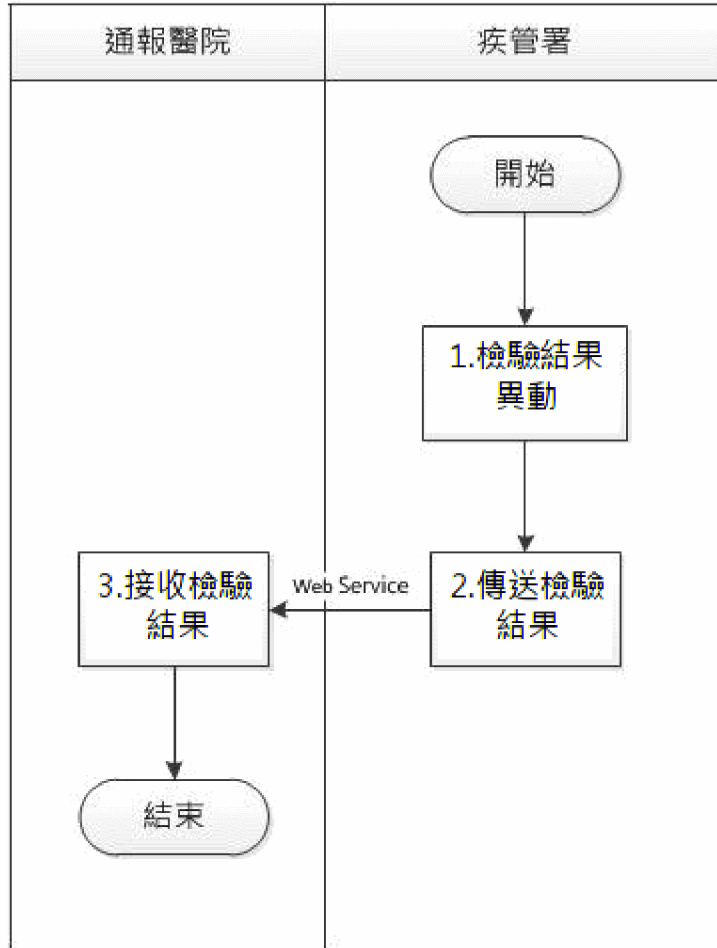 通報醫院
疾管署
開始
1.檢驗結果
異動
2.傳送檢驗
結果
Web Service
3.接收檢驗
結果
結束